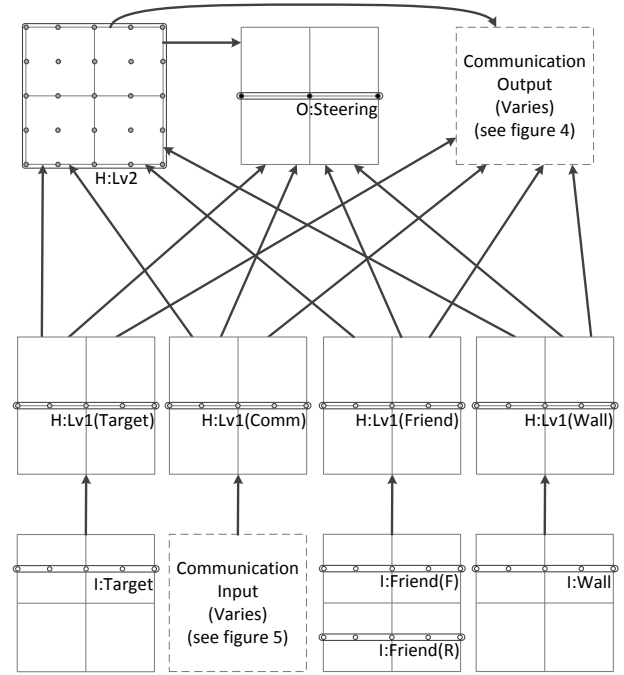 H:Lv2
O:Steering
Communication
Output
(Varies)
(see figure 4)
H:Lv1(Target)
H:Lv1(Comm)
H:Lv1(Friend)
H:Lv1(Wall)
I:Target
Communication
Input
(Varies)
(see figure 5)
I:Friend(F)
I:Friend(R)
I:Wall